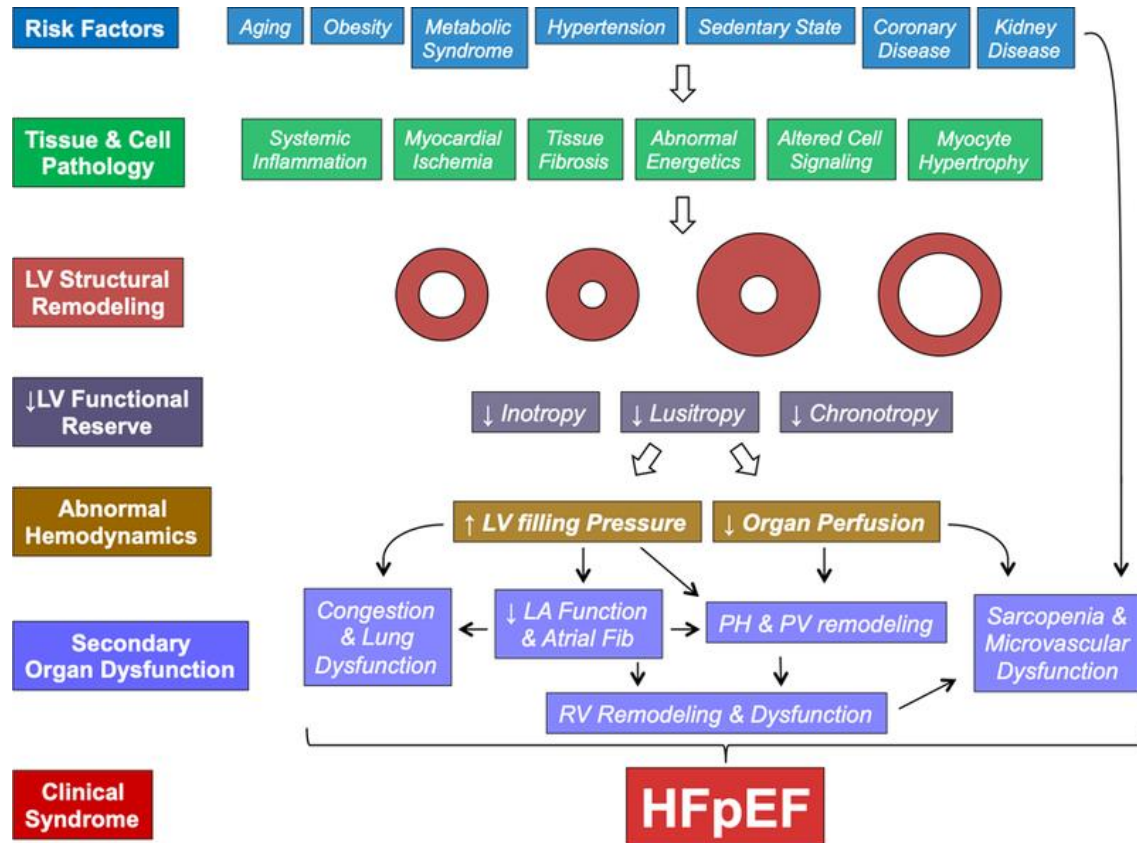 Risk Factors
Aging
Obesity
Metabolic
Syndrome
Hypertension
Sedentary State
Coronary
Disease
Kidney
Disease
Tissue & Cell
Pathology
Systemic
Inflammation
Myocardial
Ischemia
Tissue
Fibrosis
Abnormal
Energetics
Altered Cell
Signaling
Myocyte
Hypertrophy
LV Structural
Remodeling
↓LV Functional
Reserve
↓ Inotropy
↓ Lusitropy
↓ Chronotropy
Abnormal
Hemodynamics
↑ LV filling Pressure
↓ Organ Perfusion
Secondary
Organ Dysfunction
Congestion
& Lung
Dysfunction
↓ LA Function
& Atrial Fib
PH & PV remodeling
Sarcopenia &
Microvascular
Dysfunction
RV Remodeling & Dysfunction
Clinical
Syndrome
HFpEF